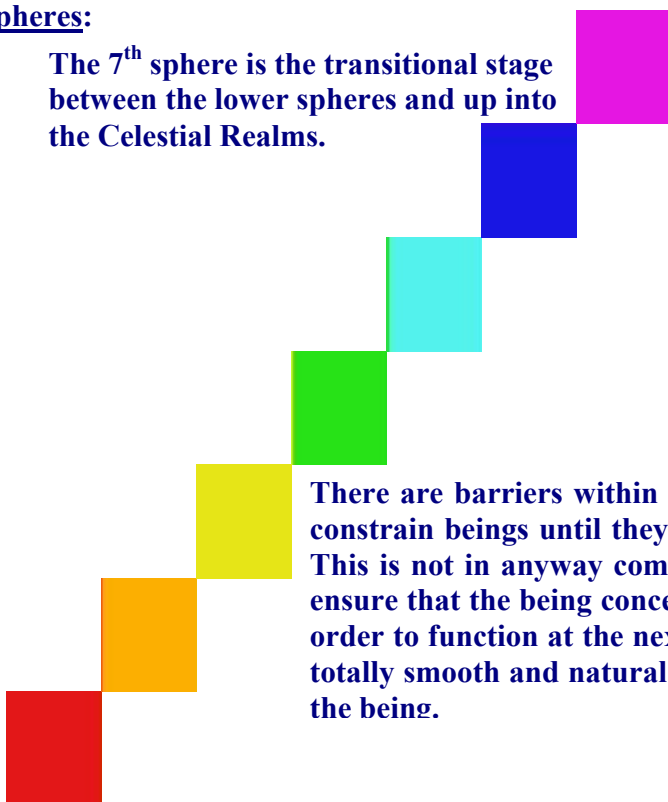 pheres:
The 7th sphere is the transitional stage
between the lower spheres and up into
the Celestial Realms.
There are barriers within
constrain beings until they
This is not in anyway com
ensure that the being conce
order to function at the nex
totally smooth and natural
the being.